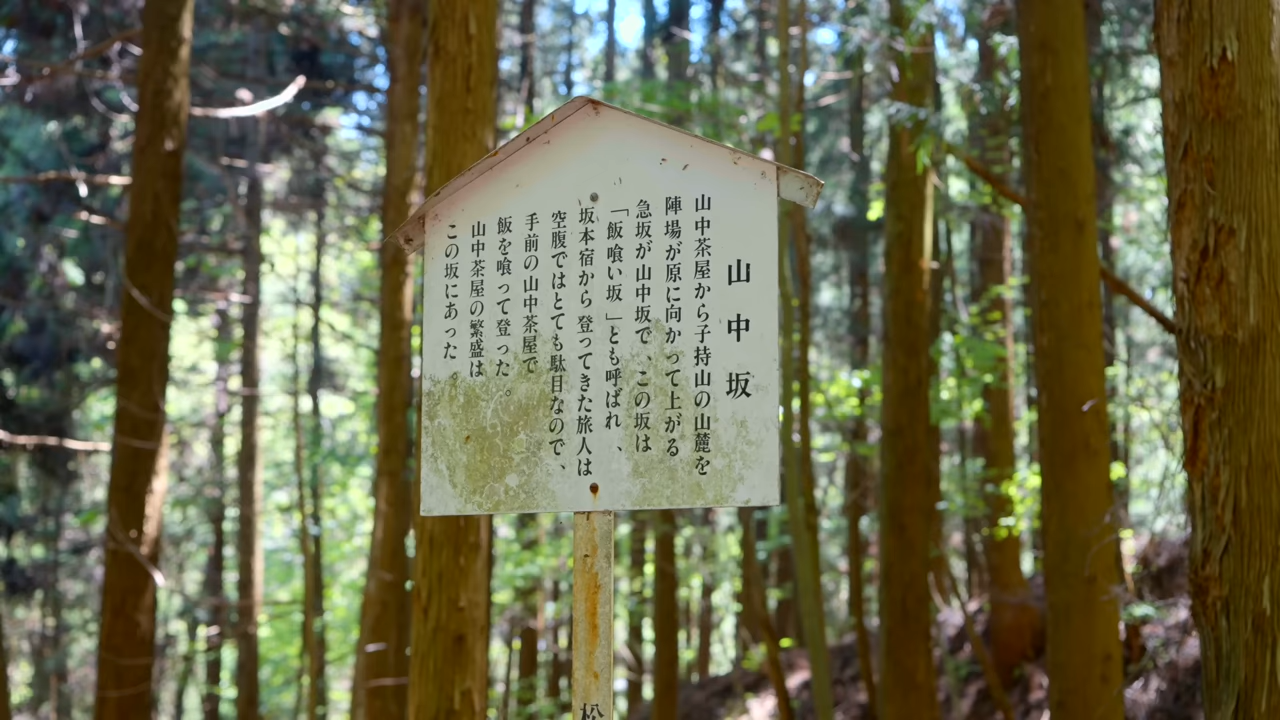 山中坂
山中茶屋から子持山の山麓を
陣場が原に向かって上がる
急坂が山中坂で、この坂は
「飯喰い坂」とも呼ばれ、
坂本宿から登ってきた旅人は
空腹ではとても駄目なので、
手前の山中茶屋で
飯を喰って登った。
山中茶屋の繁盛は
この坂にあった。
松